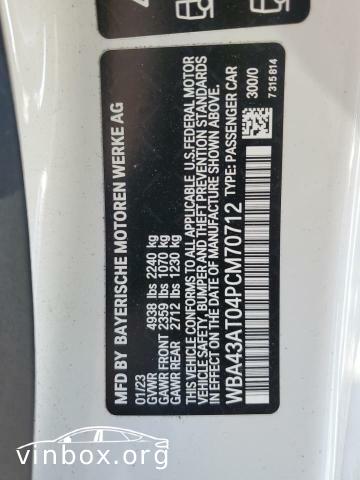 MFD BY BAYERISCHE MOTOREN WERKE AG
01/23
GVWR 4938 lbs 2240 kg
GAWR FRONT 2359 lbs 1070 kg
GAWR REAR 2712 lbs 1230 kg
THIS VEHICLE CONFORMS TO ALL APPLICABLE U.S.FEDERAL MOTOR
VEHICLE SAFETY, BUMPER AND THEFT PREVENTION STANDARDS
IN EFFECT ON THE DATE OF MANUFACTURE SHOWN ABOVE.
WBA43AT04PCM70712 TYPE: PASSENGER CAR
300/0
7 315 814
vinbox.org